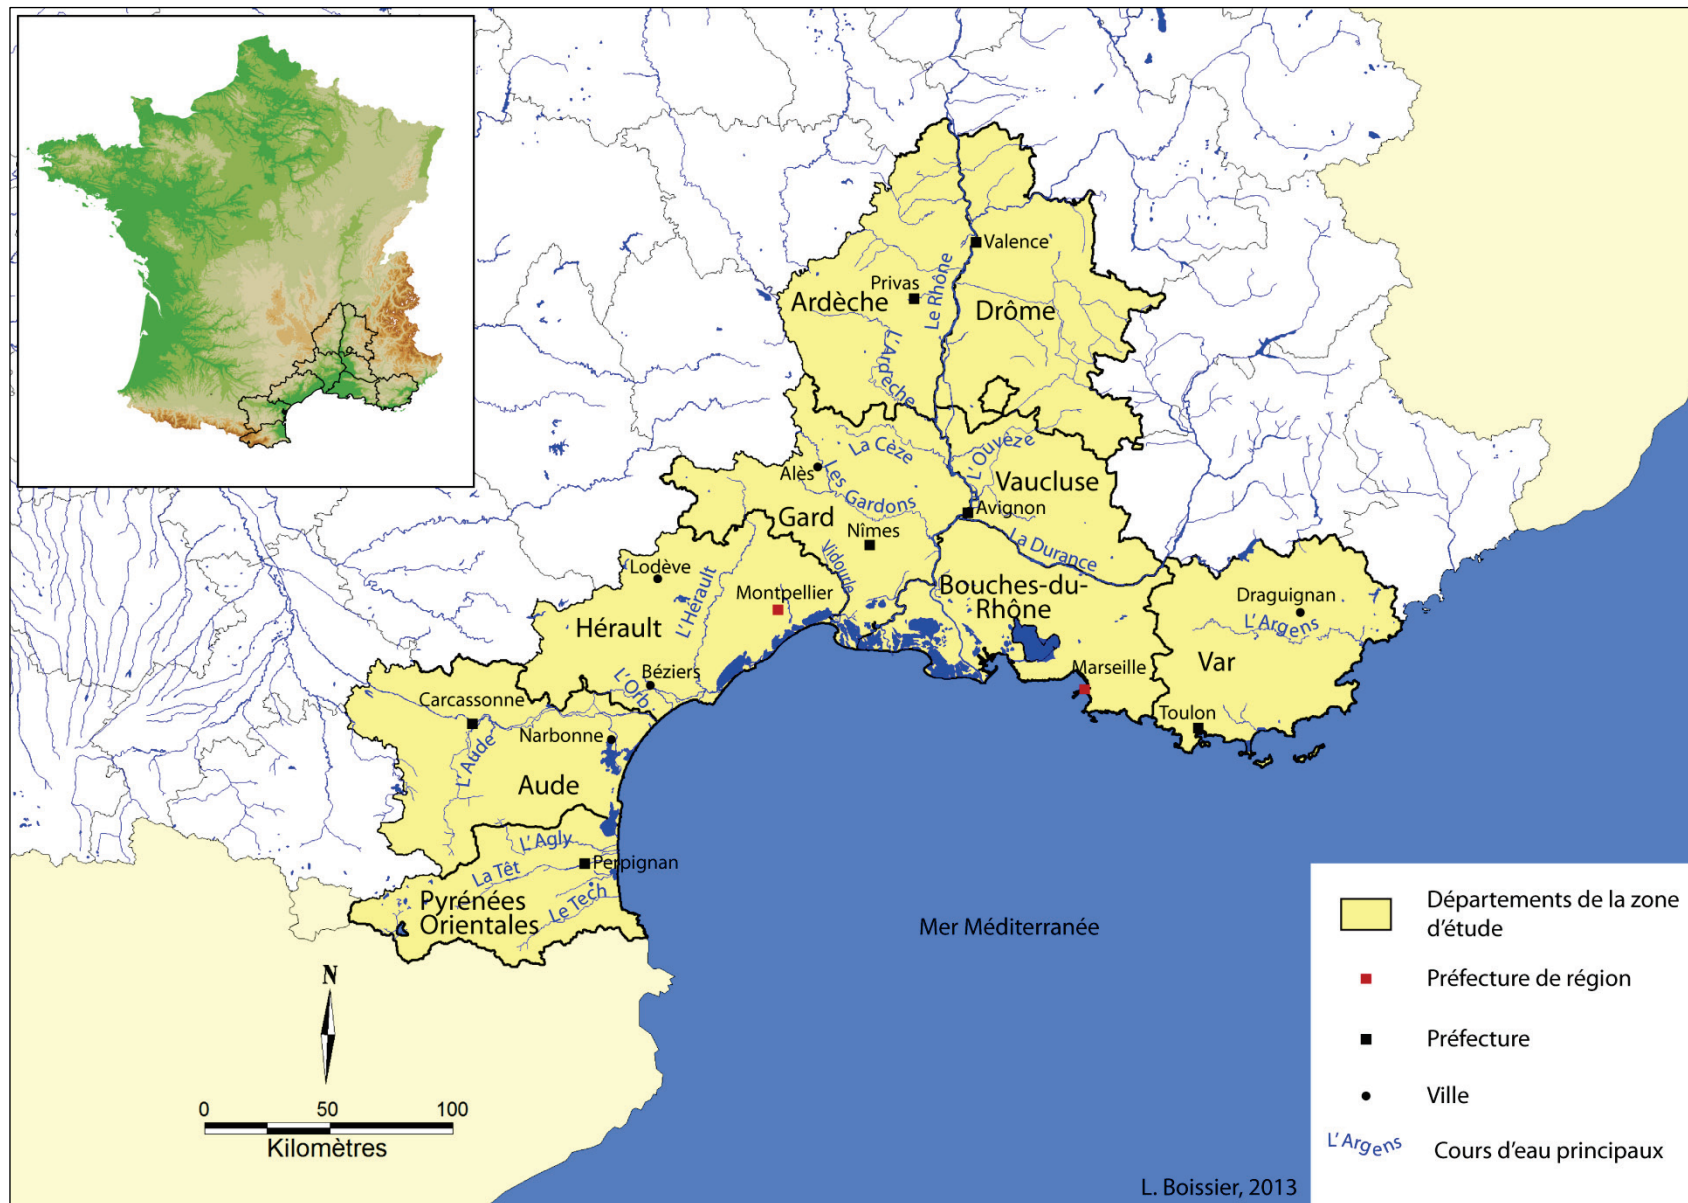 Valence
Privas
Ardèche
Le Rhône
Drôme
L'Ardèche
La Cèze
L'Ouvèze
Alès
Les Gardons
Vaucluse
Gard
Avignon
Nîmes
La Durance
Vidourle
Lodève
Montpellier
L'Hérault
Bouches-du-
Rhône
Draguignan
L'Argens
Hérault
Var
Béziers
L'Orb
Marseille
Carcassonne
Toulon
Narbonne
L'Aude
Aude
L'Agly
Perpignan
La Têt
Le Tech
Pyrénées
Orientales
Mer Méditerranée
N
0 50 100
Kilomètres
Départements de la zone
d'étude
Préfecture de région
Préfecture
Ville
L'Argens
Cours d'eau principaux
L. Boissier, 2013